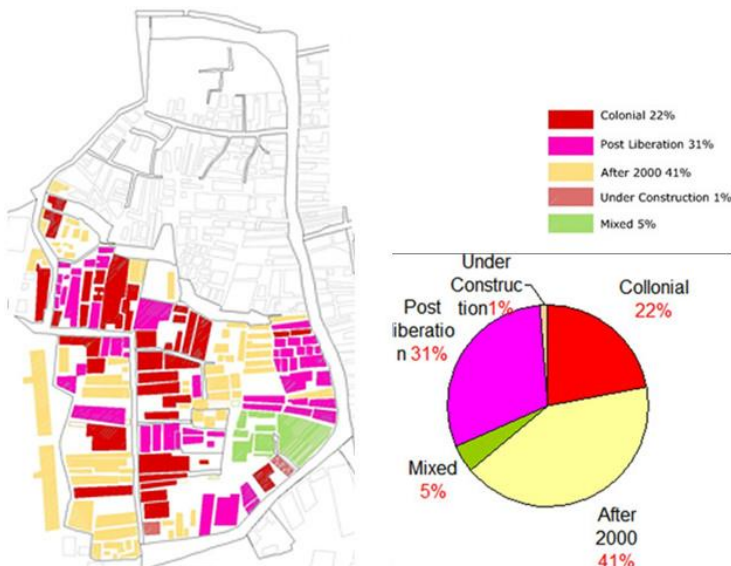 Colonial 22%
Post Liberation 31%
After 2000 41%
Under Construction 1%
Mixed 5%
Under
Construc-
tion1%
Collonial
22%
Post
liberatio
n 31%
Mixed
5%
After
2000
41%